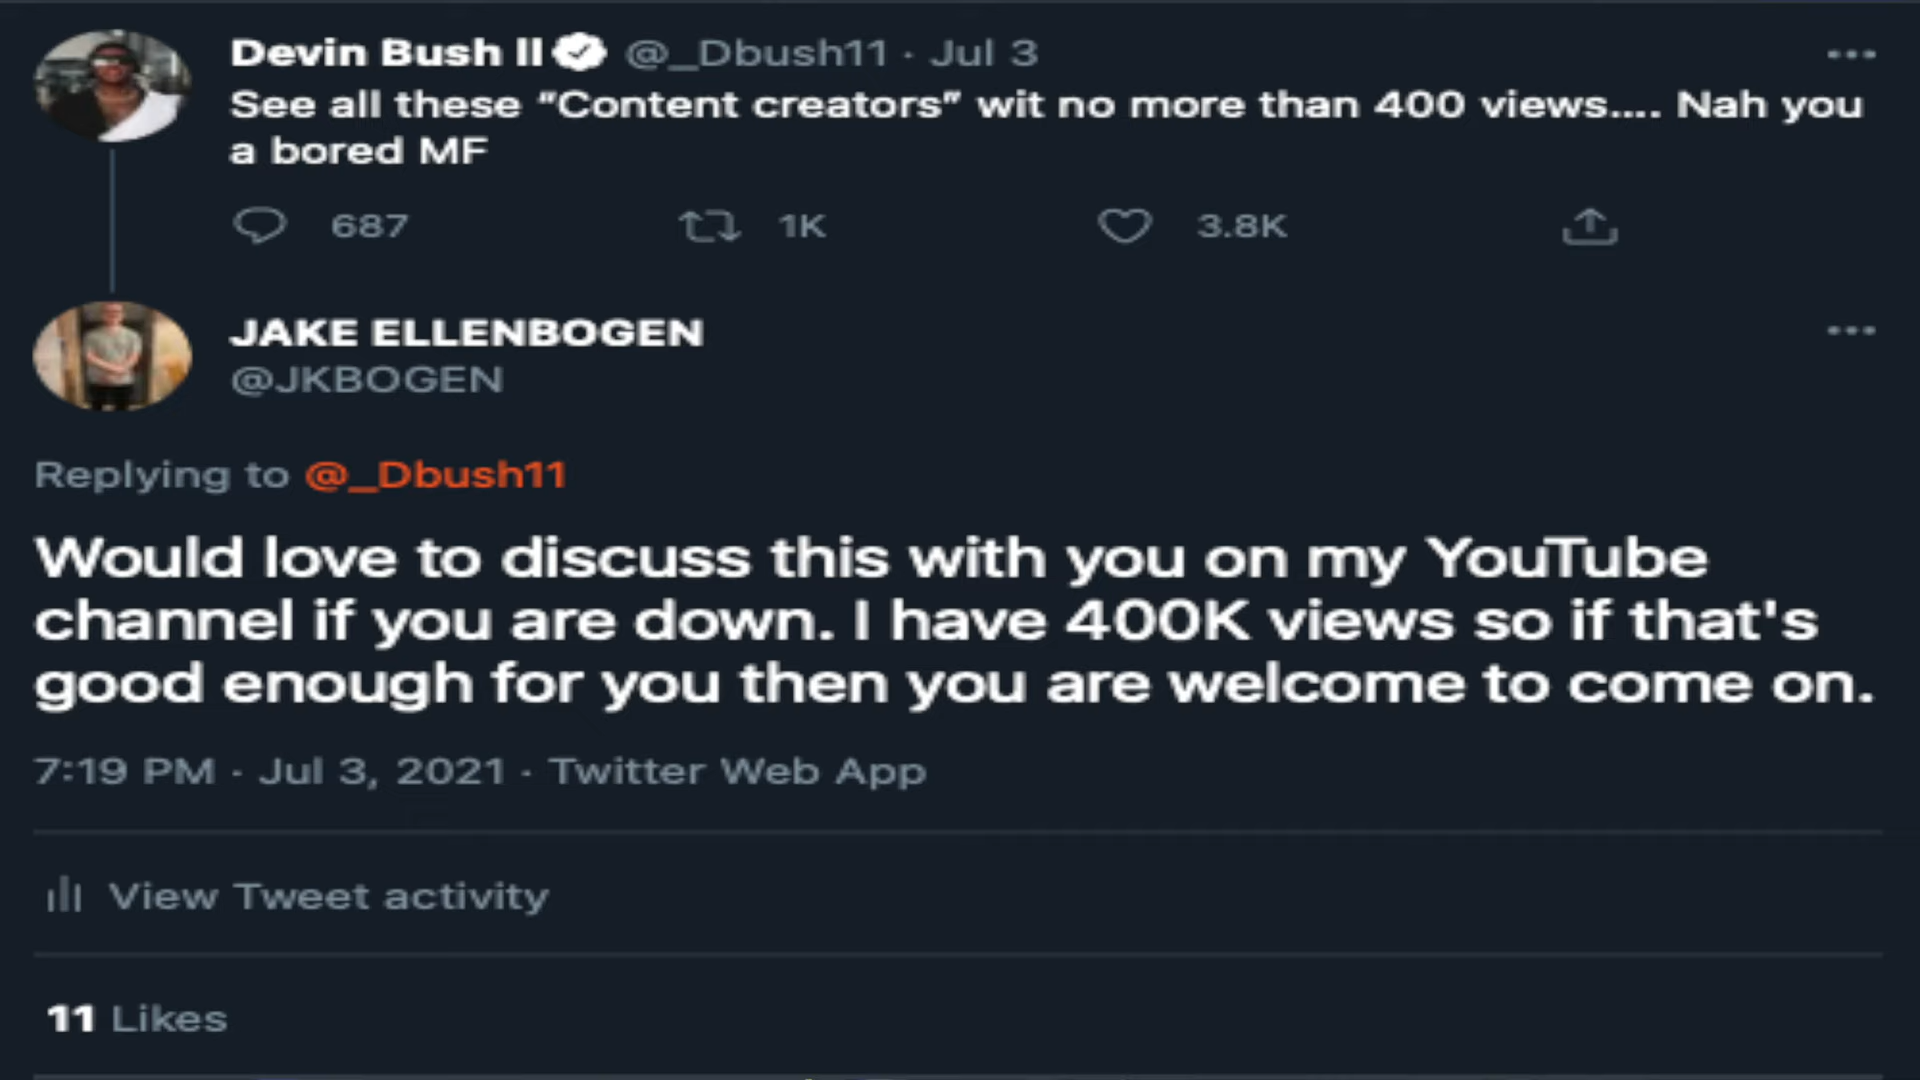 Devin Bush II @_Dbush11 · Jul 3
See all these “Content creators” wit no more than 400 views.... Nah you
a bored MF
687 1K 3.8K
JAKE ELLENBOGEN
@JKBOGEN
Replying to @_Dbush11
Would love to discuss this with you on my YouTube
channel if you are down. I have 400K views so if that's
good enough for you then you are welcome to come on.
7:19 PM · Jul 3, 2021 · Twitter Web App
View Tweet activity
11 Likes